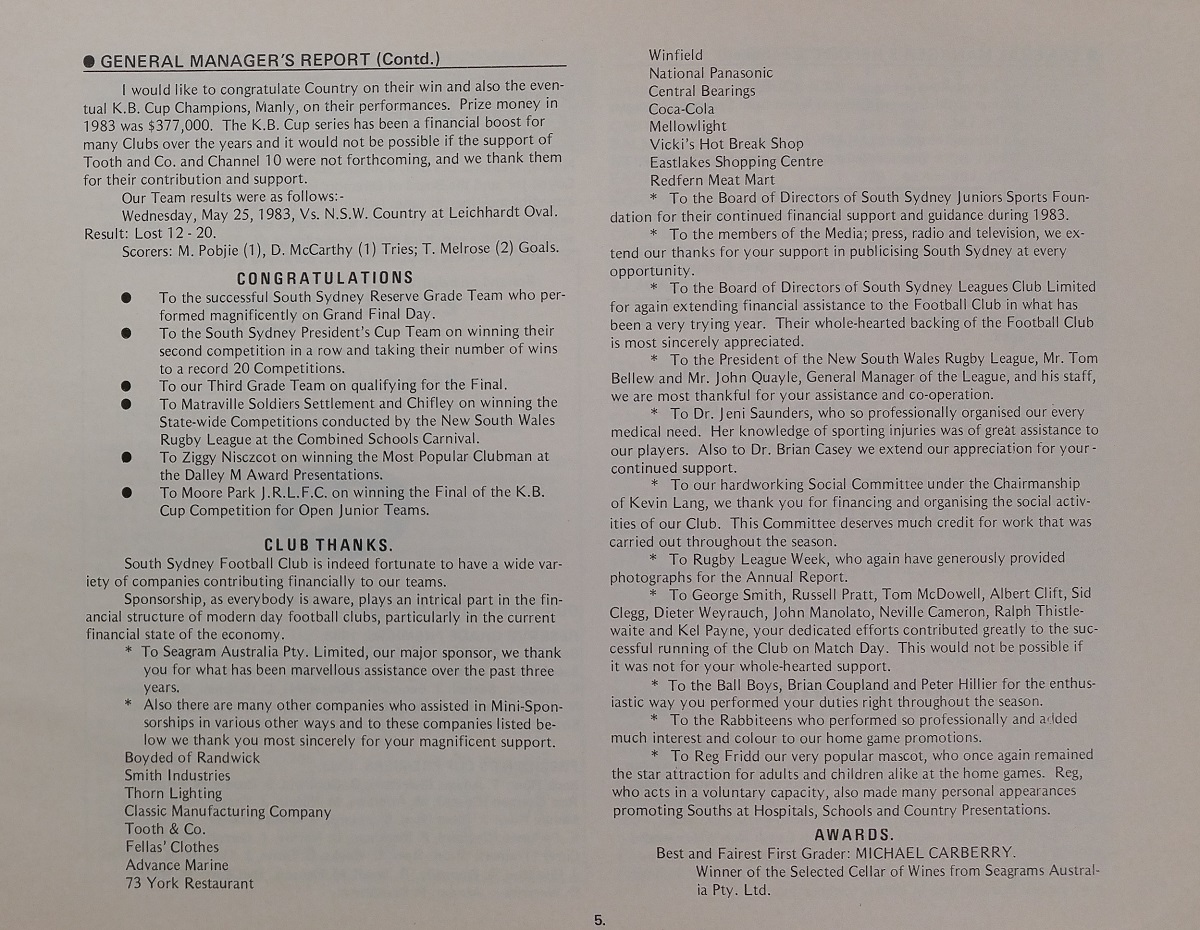 ● GENERAL MANAGER'S REPORT (Contd.)
I would like to congratulate Country on their win and also the even-
tual K.B. Cup Champions, Manly, on their performances. Prize money in
1983 was $377,000. The K.B. Cup series has been a financial boost for
many Clubs over the years and it would not be possible if the support of
Tooth and Co. and Channel 10 were not forthcoming, and we thank them
for their contribution and support.
Our Team results were as follows:-
Wednesday, May 25, 1983, Vs. N.S.W. Country at Leichhardt Oval.
Result: Lost 12 - 20.
Scorers: M. Pobjie (1), D. McCarthy (1) Tries; T. Melrose (2) Goals.
CONGRATULATIONS
● To the successful South Sydney Reserve Grade Team who per-
formed magnificently on Grand Final Day.
● To the South Sydney President's Cup Team on winning their
second competition in a row and taking their number of wins
to a record 20 Competitions.
● To our Third Grade Team on qualifying for the Final.
● To Matraville Soldiers Settlement and Chifley on winning the
State-wide Competitions conducted by the New South Wales
Rugby League at the Combined Schools Carnival.
● To Ziggy Nisczcot on winning the Most Popular Clubman at
the Dalley M Award Presentations.
● To Moore Park J.R.L.F.C. on winning the Final of the K.B.
Cup Competition for Open Junior Teams.
CLUB THANKS.
South Sydney Football Club is indeed fortunate to have a wide var-
iety of companies contributing financially to our teams.
Sponsorship, as everybody is aware, plays an intrical part in the fin-
ancial structure of modern day football clubs, particularly in the current
financial state of the economy.
* To Seagram Australia Pty. Limited, our major sponsor, we thank
you for what has been marvellous assistance over the past three
years.
* Also there are many other companies who assisted in Mini-Spon-
sorships in various other ways and to these companies listed be-
low we thank you most sincerely for your magnificent support.
Boyded of Randwick
Smith Industries
Thorn Lighting
Classic Manufacturing Company
Tooth & Co.
Fellas' Clothes
Advance Marine
73 York Restaurant
Winfield
National Panasonic
Central Bearings
Coca-Cola
Mellowlight
Vicki's Hot Break Shop
Eastlakes Shopping Centre
Redfern Meat Mart
* To the Board of Directors of South Sydney Juniors Sports Foun-
dation for their continued financial support and guidance during 1983.
* To the members of the Media; press, radio and television, we ex-
tend our thanks for your support in publicising South Sydney at every
opportunity.
* To the Board of Directors of South Sydney Leagues Club Limited
for again extending financial assistance to the Football Club in what has
been a very trying year. Their whole-hearted backing of the Football Club
is most sincerely appreciated.
* To the President of the New South Wales Rugby League, Mr. Tom
Bellew and Mr. John Quayle, General Manager of the League, and his staff,
we are most thankful for your assistance and co-operation.
* To Dr. Jeni Saunders, who so professionally organised our every
medical need. Her knowledge of sporting injuries was of great assistance to
our players. Also to Dr. Brian Casey we extend our appreciation for your-
continued support.
* To our hardworking Social Committee under the Chairmanship
of Kevin Lang, we thank you for financing and organising the social activ-
ities of our Club. This Committee deserves much credit for work that was
carried out throughout the season.
* To Rugby League Week, who again have generously provided
photographs for the Annual Report.
* To George Smith, Russell Pratt, Tom McDowell, Albert Clift, Sid
Clegg, Dieter Weyrauch, John Manolato, Neville Cameron, Ralph Thistle-
waite and Kel Payne, your dedicated efforts contributed greatly to the suc-
cessful running of the Club on Match Day. This would not be possible if
it was not for your whole-hearted support.
* To the Ball Boys, Brian Coupland and Peter Hillier for the enthus-
iastic way you performed your duties right throughout the season.
* To the Rabbiteens who performed so professionally and added
much interest and colour to our home game promotions.
* To Reg Fridd our very popular mascot, who once again remained
the star attraction for adults and children alike at the home games. Reg,
who acts in a voluntary capacity, also made many personal appearances
promoting Souths at Hospitals, Schools and Country Presentations.
AWARDS.
Best and Fairest First Grader: MICHAEL CARBERRY.
Winner of the Selected Cellar of Wines from Seagrams Austral-
ia Pty. Ltd.
5.